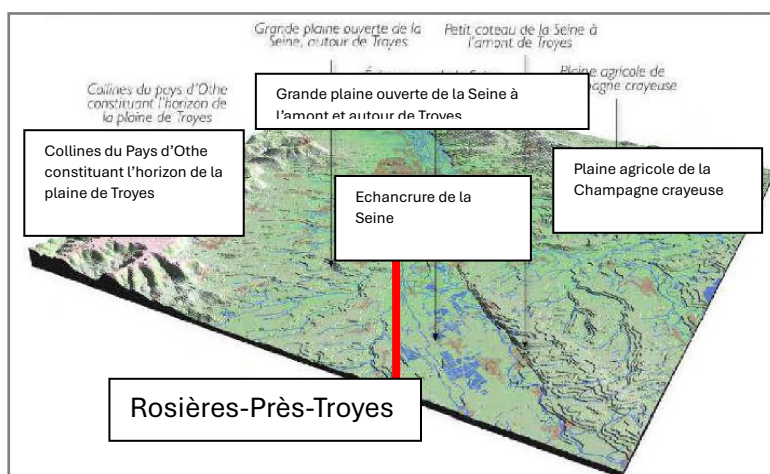 Grande plaine ouverte de la
Seine, autour de Troyes
Petit coteau de la Seine à
l'amont de Troyes
Collines du pays d'Othe
constituant l'horizon de
la plaine de Troyes
Plaine agricole de
crayeuse
Grande plaine ouverte de la Seine à
l'amont et autour de Troyes
Collines du Pays d'Othe
constituant l'horizon de la
plaine de Troyes
Plaine agricole de la
Champagne crayeuse
Echancrure de la
Seine
Rosières-Près-Troyes